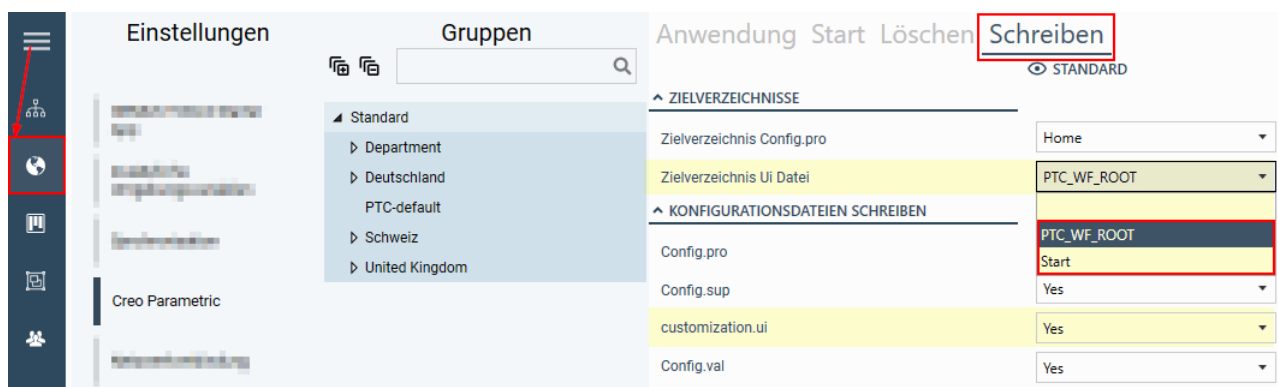 Einstellungen
Creo Parametric
Gruppen
Standard
Department
Deutschland
PTC-default
Schweiz
United Kingdom
Anwendung Start Löschen Schreiben
STANDARD
ZIELVERZEICHNISSE
Zielverzeichnis Config.pro Home
Zielverzeichnis Ui Datei PTC_WF_ROOT
KONFIGURATIONSDATEIEN SCHREIBEN
PTC_WF_ROOT
Config.pro
Start
Config.sup Yes
customization.ui Yes
Config.val Yes